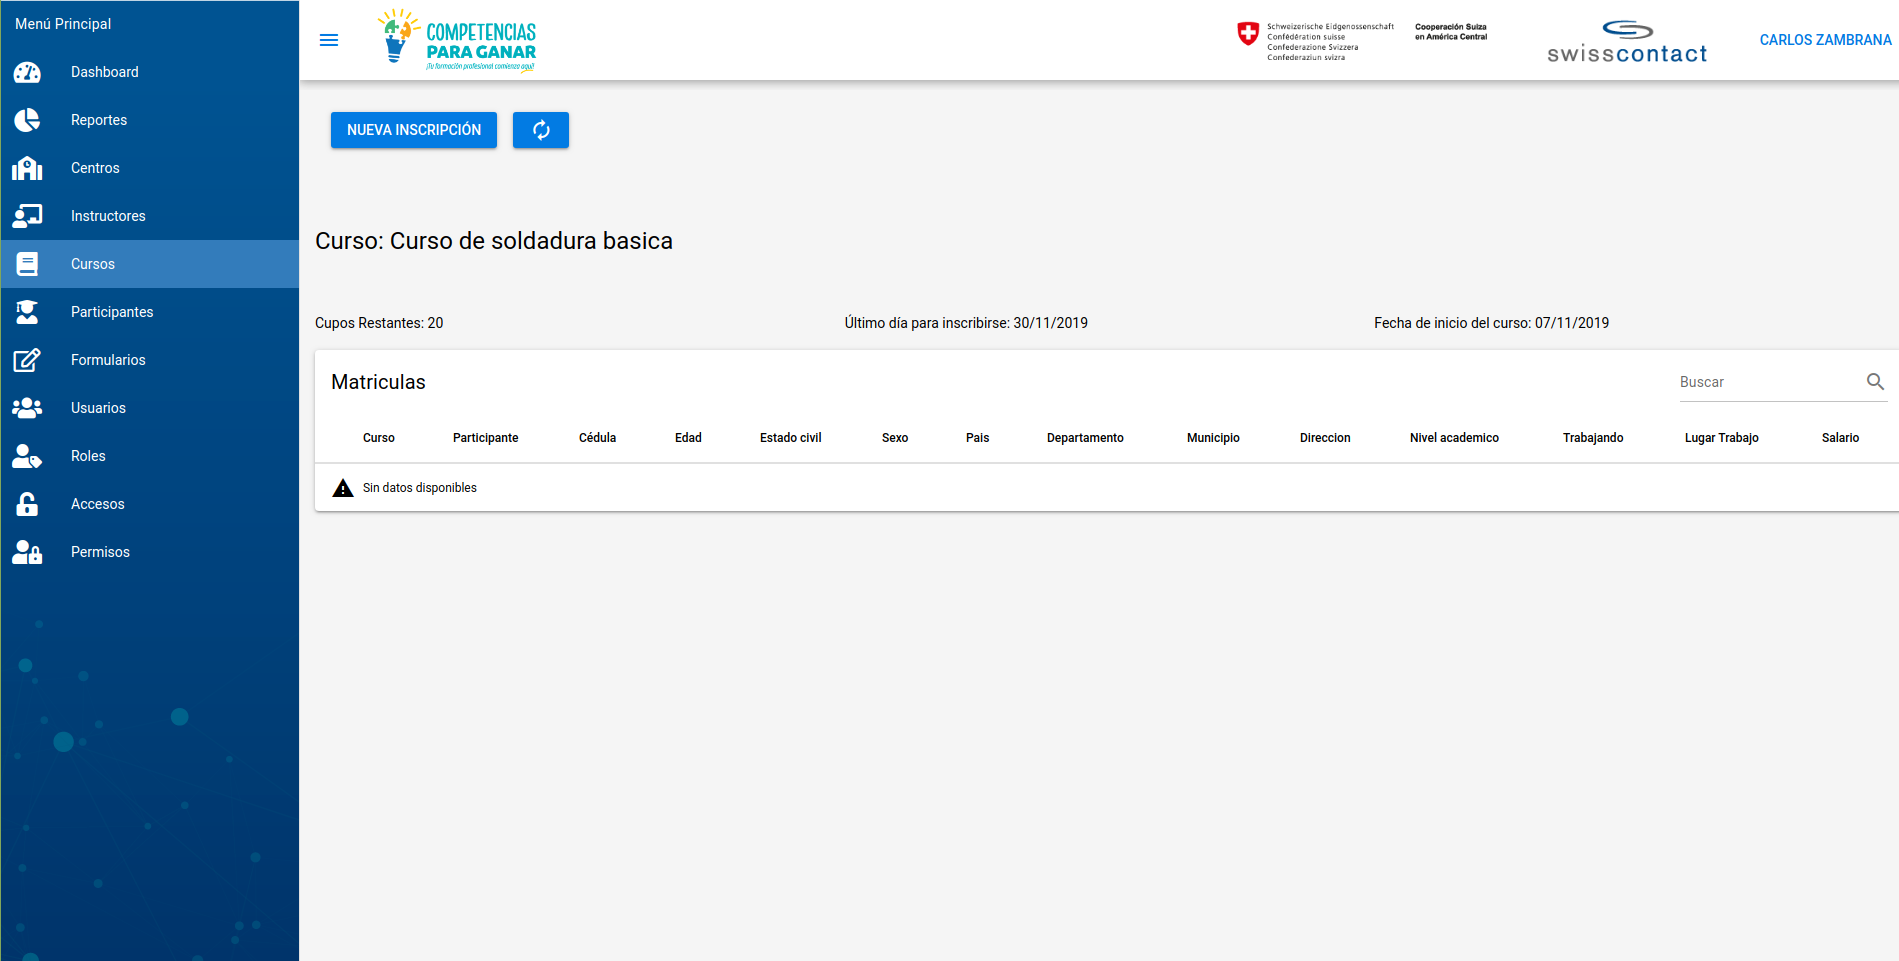 Menú Principal
Dashboard
Reportes
Centros
Instructores
Cursos
Participantes
Formularios
Usuarios
Roles
Accesos
Permisos
COMPETENCIAS
PARA GANAR
¡Tu formación profesional comienza aquí!
Schweizerische Eidgenossenschaft
Confédération suisse
Confederazione Svizzera
Confederaziun svizra
Cooperación Suiza
en América Central
swisscontact
CARLOS ZAMBRANA
NUEVA INSCRIPCIÓN
Curso: Curso de soldadura basica
Cupos Restantes: 20
Último día para inscribirse: 30/11/2019
Fecha de inicio del curso: 07/11/2019
Matriculas
Buscar
Curso Participante Cédula Edad Estado civil Sexo Pais Departamento Municipio Direccion Nivel academico Trabajando Lugar Trabajo Salario
Sin datos disponibles